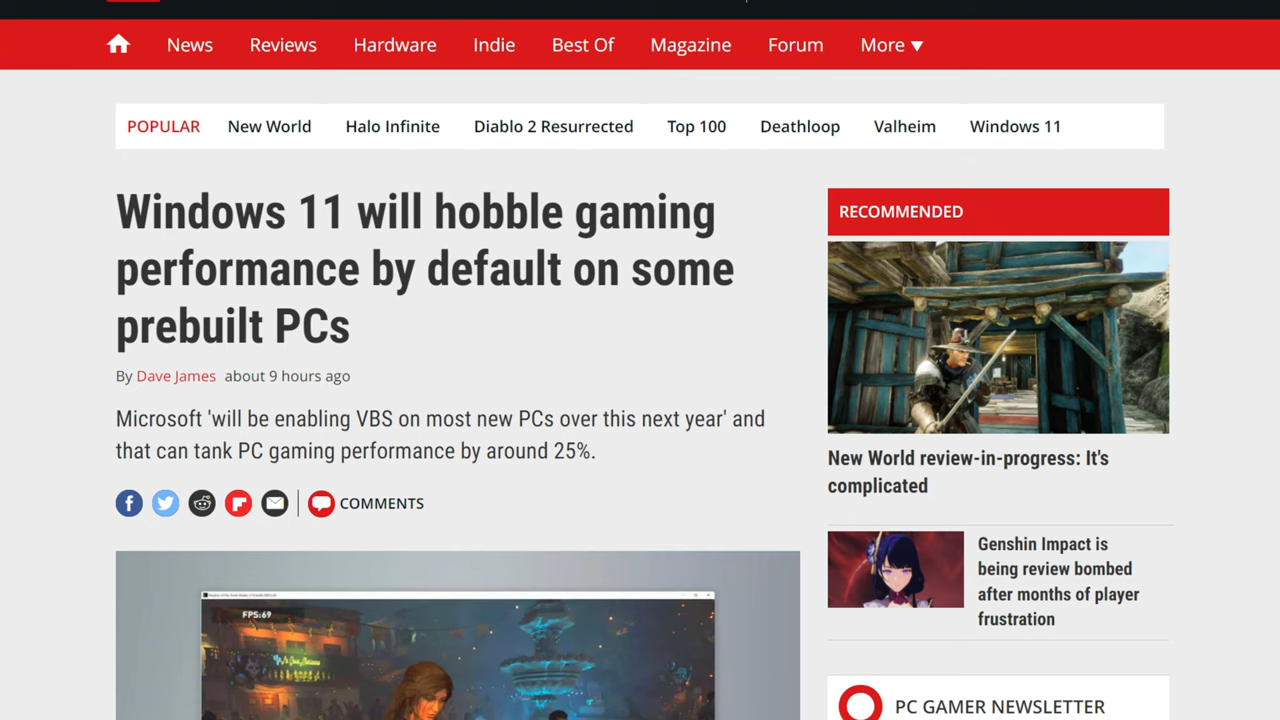 News Reviews Hardware Indie Best Of Magazine Forum More ▼
POPULAR New World Halo Infinite Diablo 2 Resurrected Top 100 Deathloop Valheim Windows 11
Windows 11 will hobble gaming
performance by default on some
prebuilt PCs
By Dave James about 9 hours ago
Microsoft 'will be enabling VBS on most new PCs over this next year' and
that can tank PC gaming performance by around 25%.
COMMENTS
FPS:69
RECOMMENDED
New World review-in-progress: It's
complicated
Genshin Impact is
being review bombed
after months of player
frustration
PC GAMER NEWSLETTER